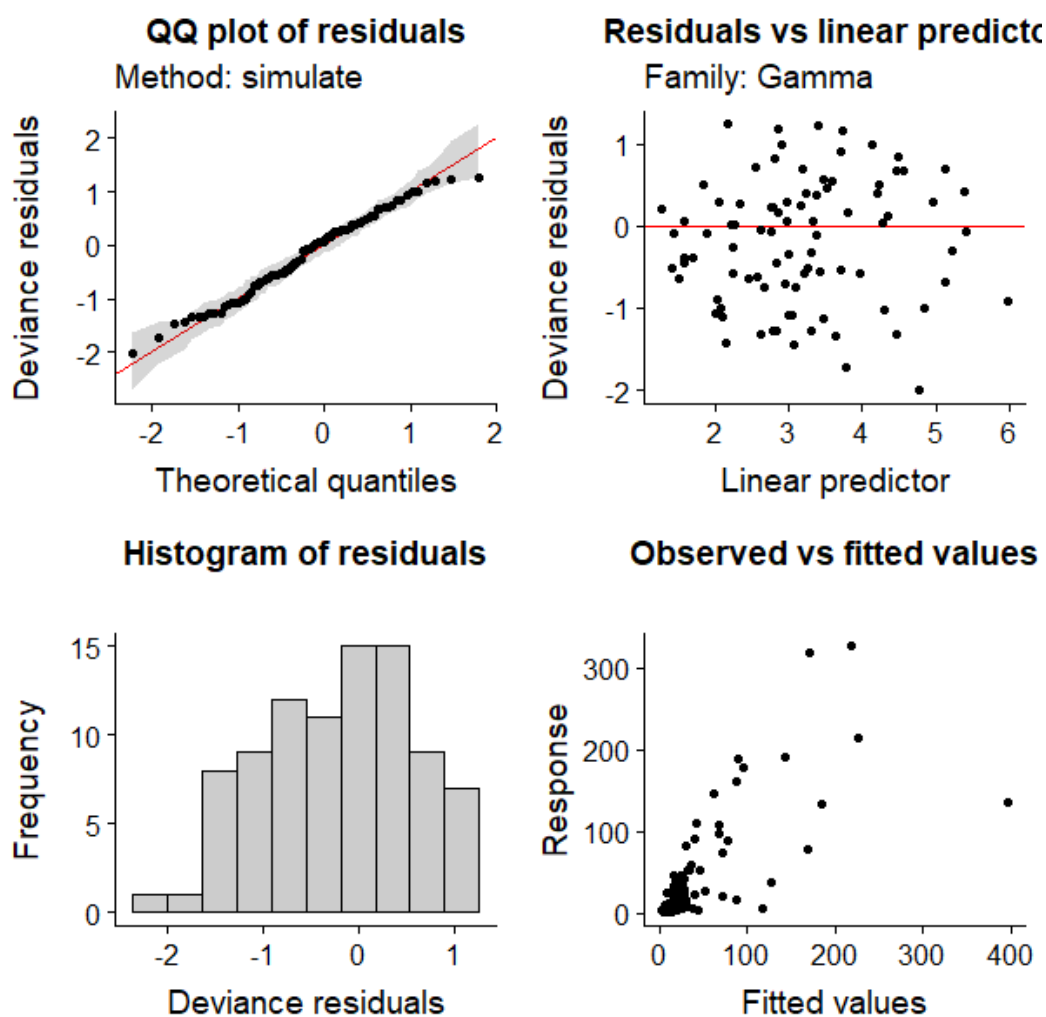 QQ plot of residuals
Method: simulate
Deviance residuals
2
1
0
-1
-2
-2
-1
0
1
2
Theoretical quantiles
Residuals vs linear predicto
Family: Gamma
Deviance residuals
1
0
-1
-2
2
3
4
5
6
Linear predictor
Histogram of residuals
Frequency
15
10
5
0
-2
-1
0
1
Deviance residuals
Observed vs fitted values
Response
300
200
100
0
0
100
200
300
400
Fitted values